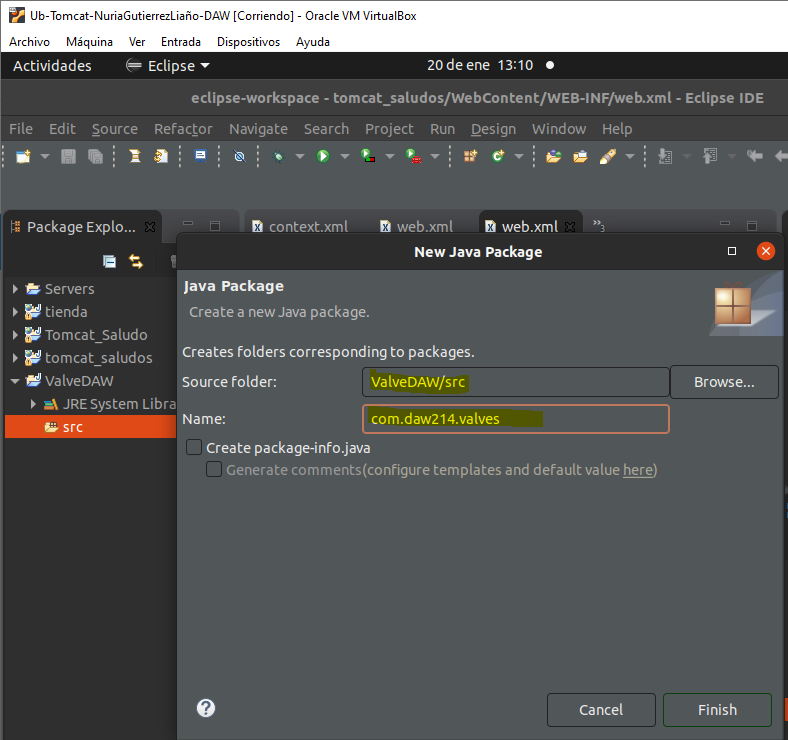 Ub-Tomcat-NuriaGutierrezLiaño-DAW [Corriendo] - Oracle VM VirtualBox
Archivo Máquina Ver Entrada Dispositivos Ayuda
Actividades Eclipse 20 de ene 13:10
eclipse-workspace - tomcat_saludos/WebContent/WEB-INF/web.xml - Eclipse IDE
File Edit Source Refactor Navigate Search Project Run Design Window Help
Package Explo... context.xml web.xml web.xml »3
New Java Package
Java Package
Create a new Java package.
Servers
tienda
Tomcat_Saludo
tomcat_saludos
ValveDAW
JRE System Libra
src
Creates folders corresponding to packages.
Source folder: ValveDAW/src Browse...
Name: com.daw214.valves
Create package-info.java
Generate comments(configure templates and default value here)
? Cancel Finish